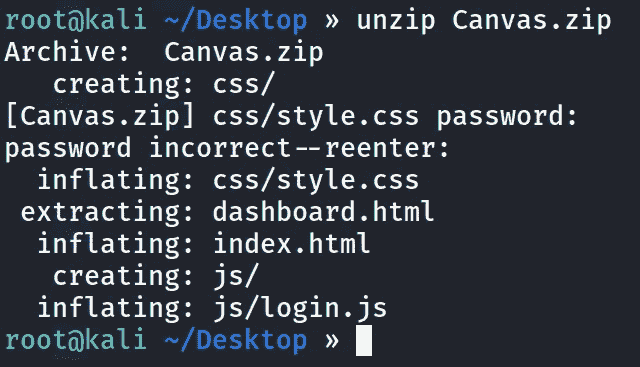 root@kali ~/Desktop » unzip Canvas.zip
Archive:  Canvas.zip
   creating: css/
[Canvas.zip] css/style.css password:
password incorrect--reenter:
  inflating: css/style.css
 extracting: dashboard.html
  inflating: index.html
   creating: js/
  inflating: js/login.js
root@kali ~/Desktop »